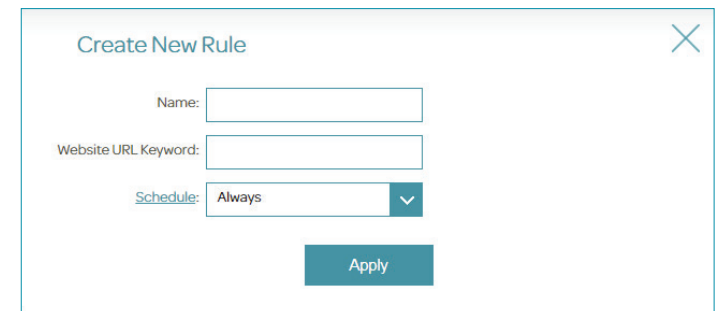 Create New Rule
Name:
Website URL Keyword:
Schedule: Always
Apply